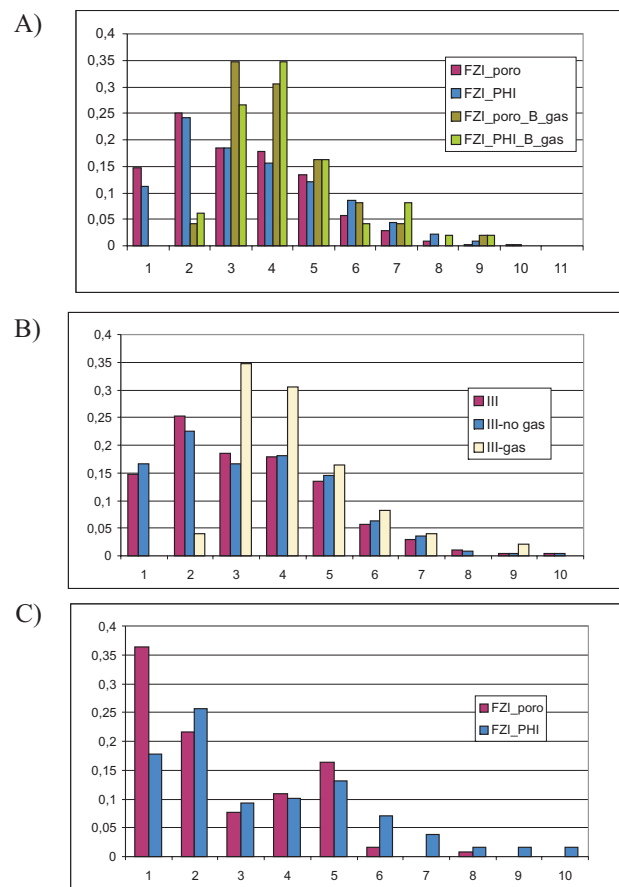 A)
0,4
0,35
0,3
0,25
0,2
0,15
0,1
0,05
0
FZI_poro
FZI_PHI
FZI_poro_B_gas
FZI_PHI_B_gas
1 2 3 4 5 6 7 8 9 10 11
B)
0,4
0,35
0,3
0,25
0,2
0,15
0,1
0,05
0
III
III-no gas
III-gas
1 2 3 4 5 6 7 8 9 10
C)
0,4
0,35
0,3
0,25
0,2
0,15
0,1
0,05
0
FZI_poro
FZI_PHI
1 2 3 4 5 6 7 8 9 10